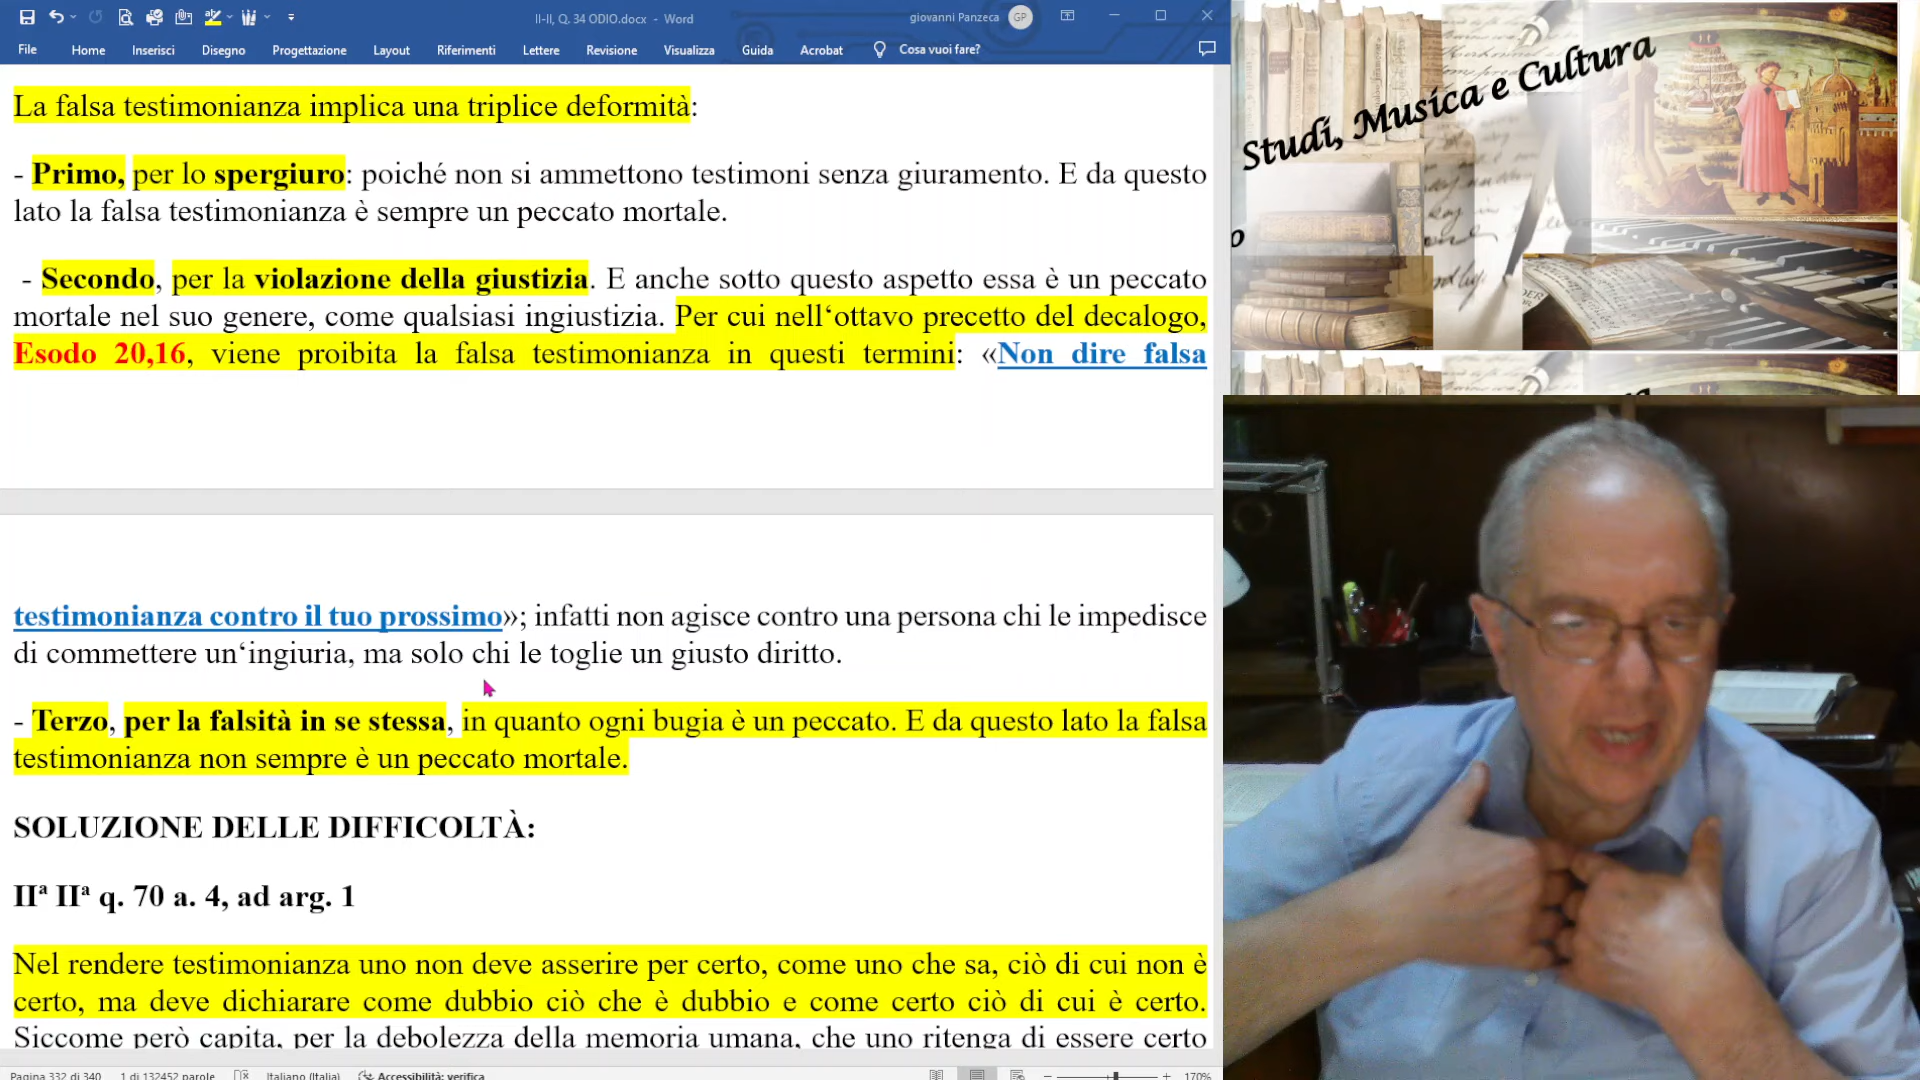 II-II, Q. 34 ODIO.docx - Word
giovanni Panzeca GP
File Home Inserisci Disegno Progettazione Layout Riferimenti Lettere Revisione Visualizza Guida Acrobat Cosa vuoi fare?
La falsa testimonianza implica una triplice deformità:
- Primo, per lo spergiuro: poiché non si ammettono testimoni senza giuramento. E da questo
lato la falsa testimonianza è sempre un peccato mortale.
- Secondo, per la violazione della giustizia. E anche sotto questo aspetto essa è un peccato
mortale nel suo genere, come qualsiasi ingiustizia. Per cui nell‘ottavo precetto del decalogo,
Esodo 20,16, viene proibita la falsa testimonianza in questi termini: «Non dire falsa
testimonianza contro il tuo prossimo»; infatti non agisce contro una persona chi le impedisce
di commettere un‘ingiuria, ma solo chi le toglie un giusto diritto.
- Terzo, per la falsità in se stessa, in quanto ogni bugia è un peccato. E da questo lato la falsa
testimonianza non sempre è un peccato mortale.
SOLUZIONE DELLE DIFFICOLTÀ:
IIª IIª q. 70 a. 4, ad arg. 1
Nel rendere testimonianza uno non deve asserire per certo, come uno che sa, ciò di cui non è
certo, ma deve dichiarare come dubbio ciò che è dubbio e come certo ciò di cui è certo.
Siccome però capita, per la debolezza della memoria umana, che uno ritenga di essere certo
Pagina 332 di 340 1 di 132452 parole Italiano (Italia) Accessibilità: verifica 170%
Studi, Musica e Cultura
o